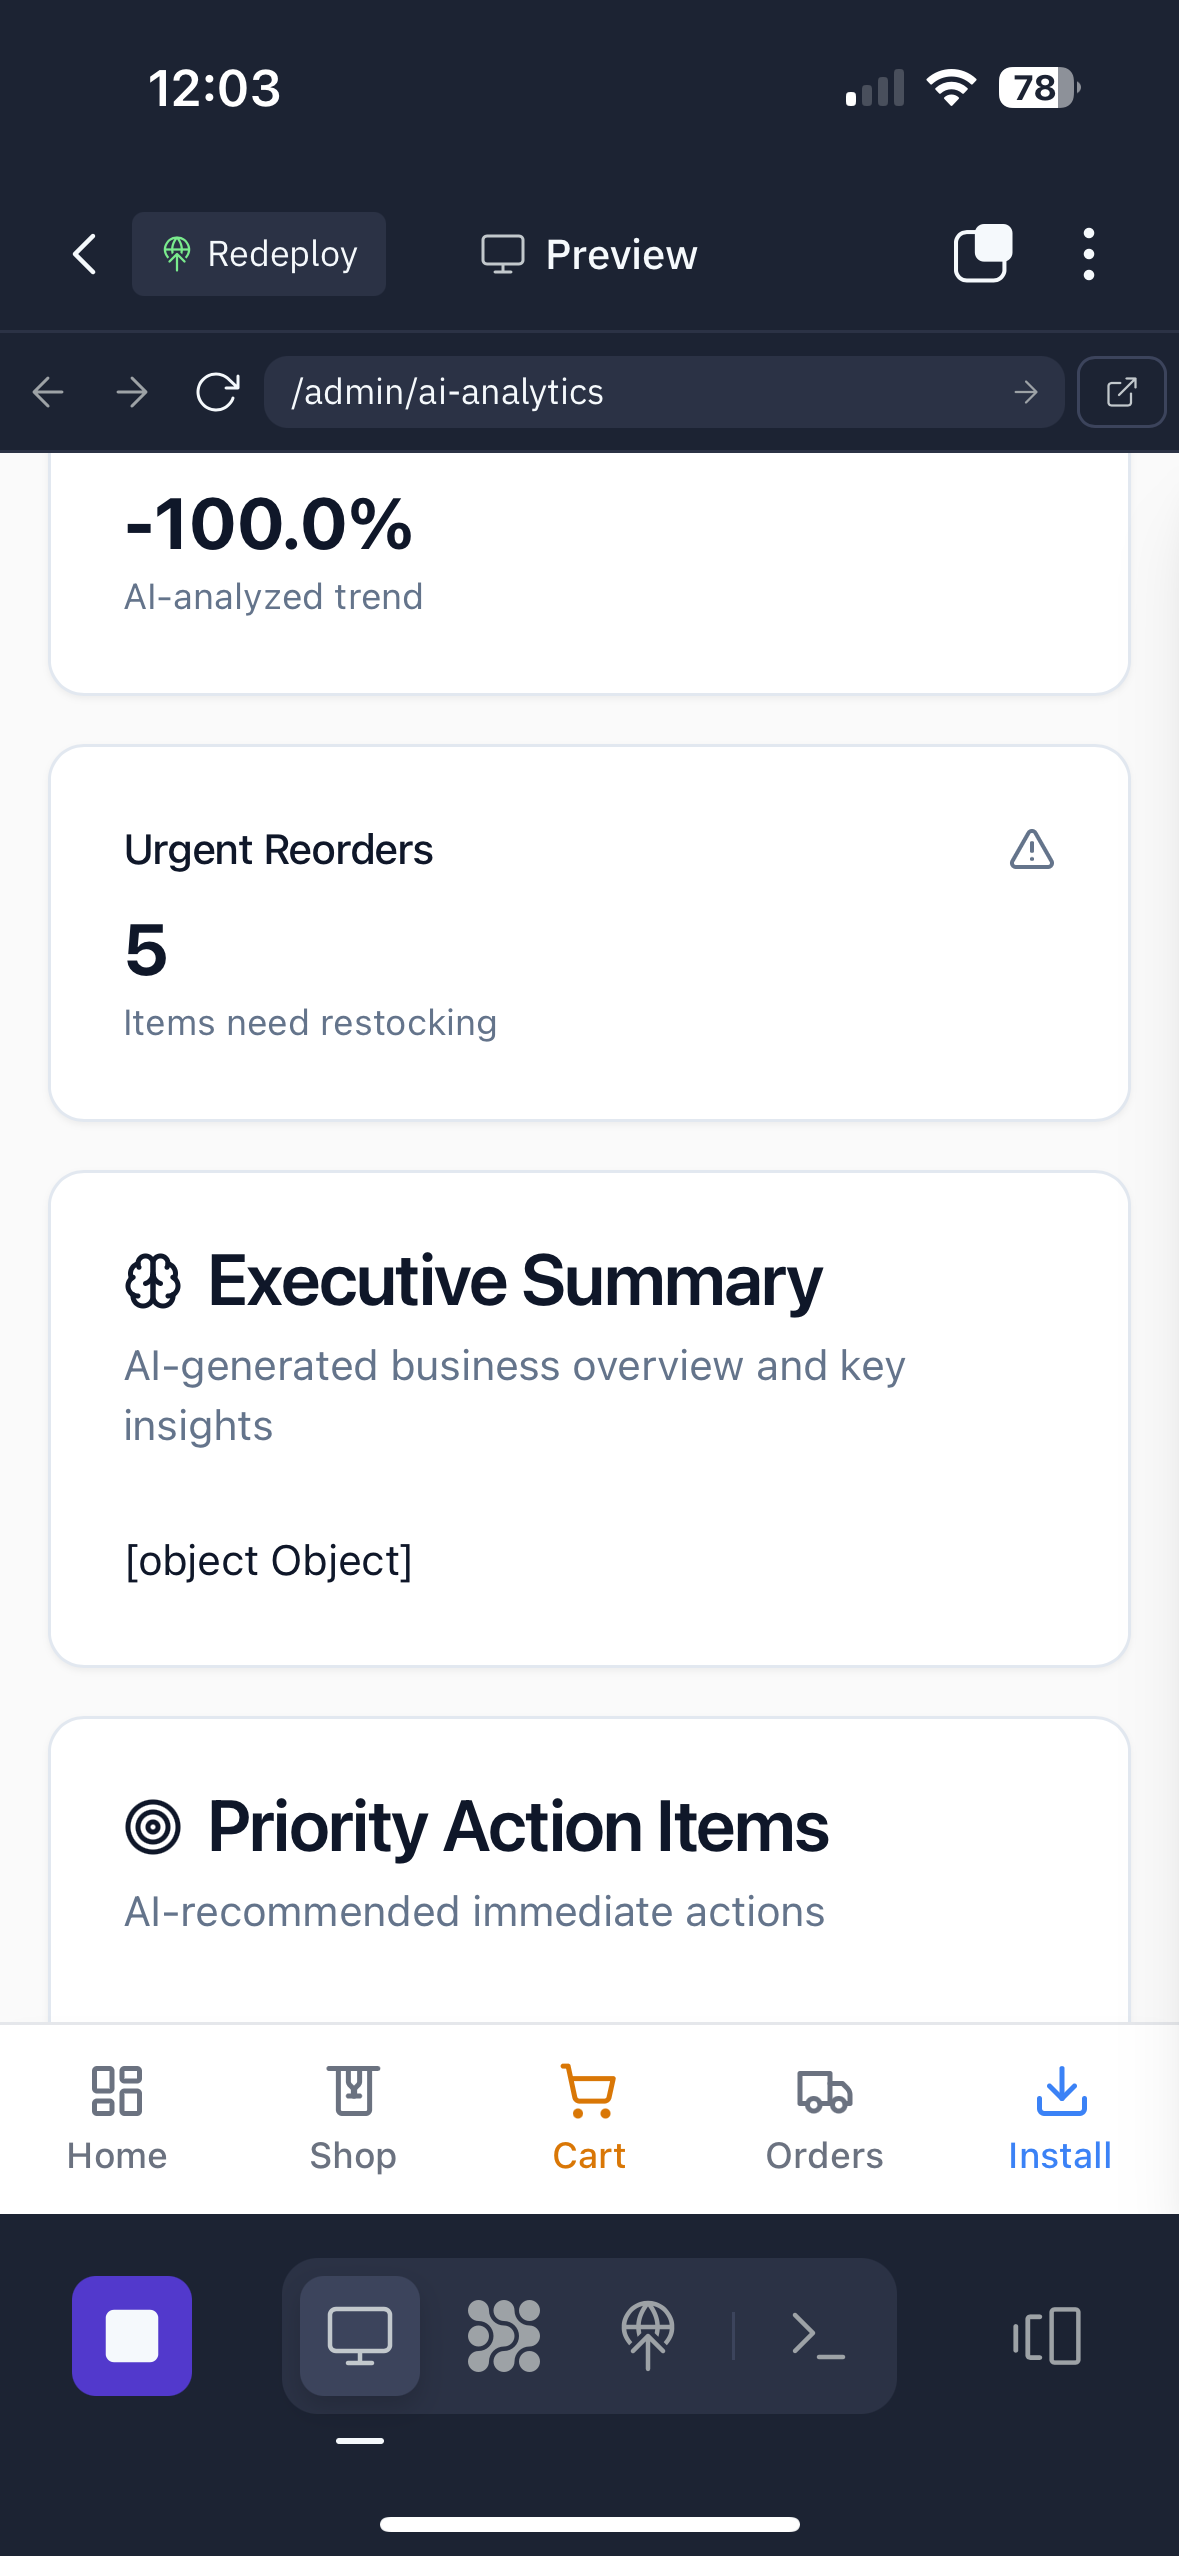 12:03
78
Redeploy
Preview
/admin/ai-analytics
-100.0%
AI-analyzed trend
Urgent Reorders
5
Items need restocking
Executive Summary
AI-generated business overview and key
insights
[object Object]
Priority Action Items
AI-recommended immediate actions
Home
Shop
Cart
Orders
Install